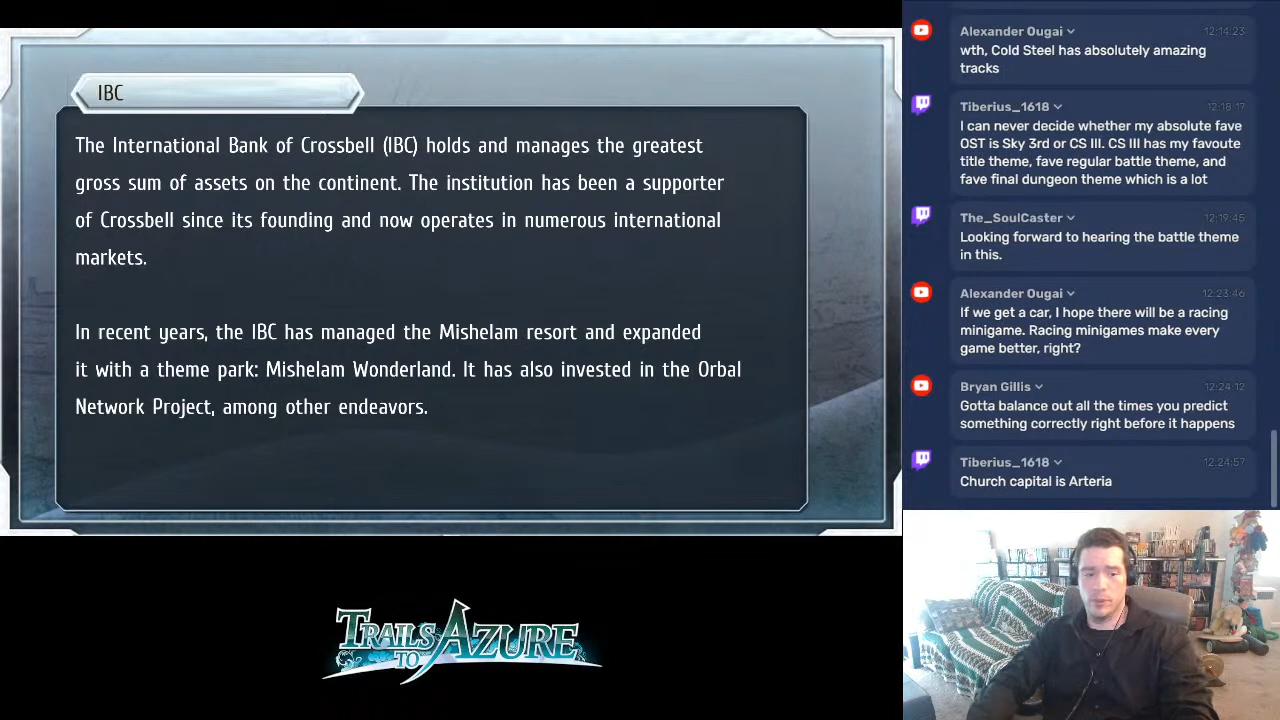 IBC
The International Bank of Crossbell (IBC) holds and manages the greatest
gross sum of assets on the continent. The institution has been a supporter
of Crossbell since its founding and now operates in numerous international
markets.
In recent years, the IBC has managed the Mishelam resort and expanded
it with a theme park: Mishelam Wonderland. It has also invested in the Orbal
Network Project, among other endeavors.
TRAILS TO AZURE
Alexander Ougai 12:14:23
wth, Cold Steel has absolutely amazing
tracks
Tiberius_1618 12:18:17
I can never decide whether my absolute fave
OST is Sky 3rd or CS III. CS III has my favoute
title theme, fave regular battle theme, and
fave final dungeon theme which is a lot
The_SoulCaster 12:19:45
Looking forward to hearing the battle theme
in this.
Alexander Ougai 12:23:46
If we get a car, I hope there will be a racing
minigame. Racing minigames make every
game better, right?
Bryan Gillis 12:24:12
Gotta balance out all the times you predict
something correctly right before it happens
Tiberius_1618 12:24:57
Church capital is Arteria